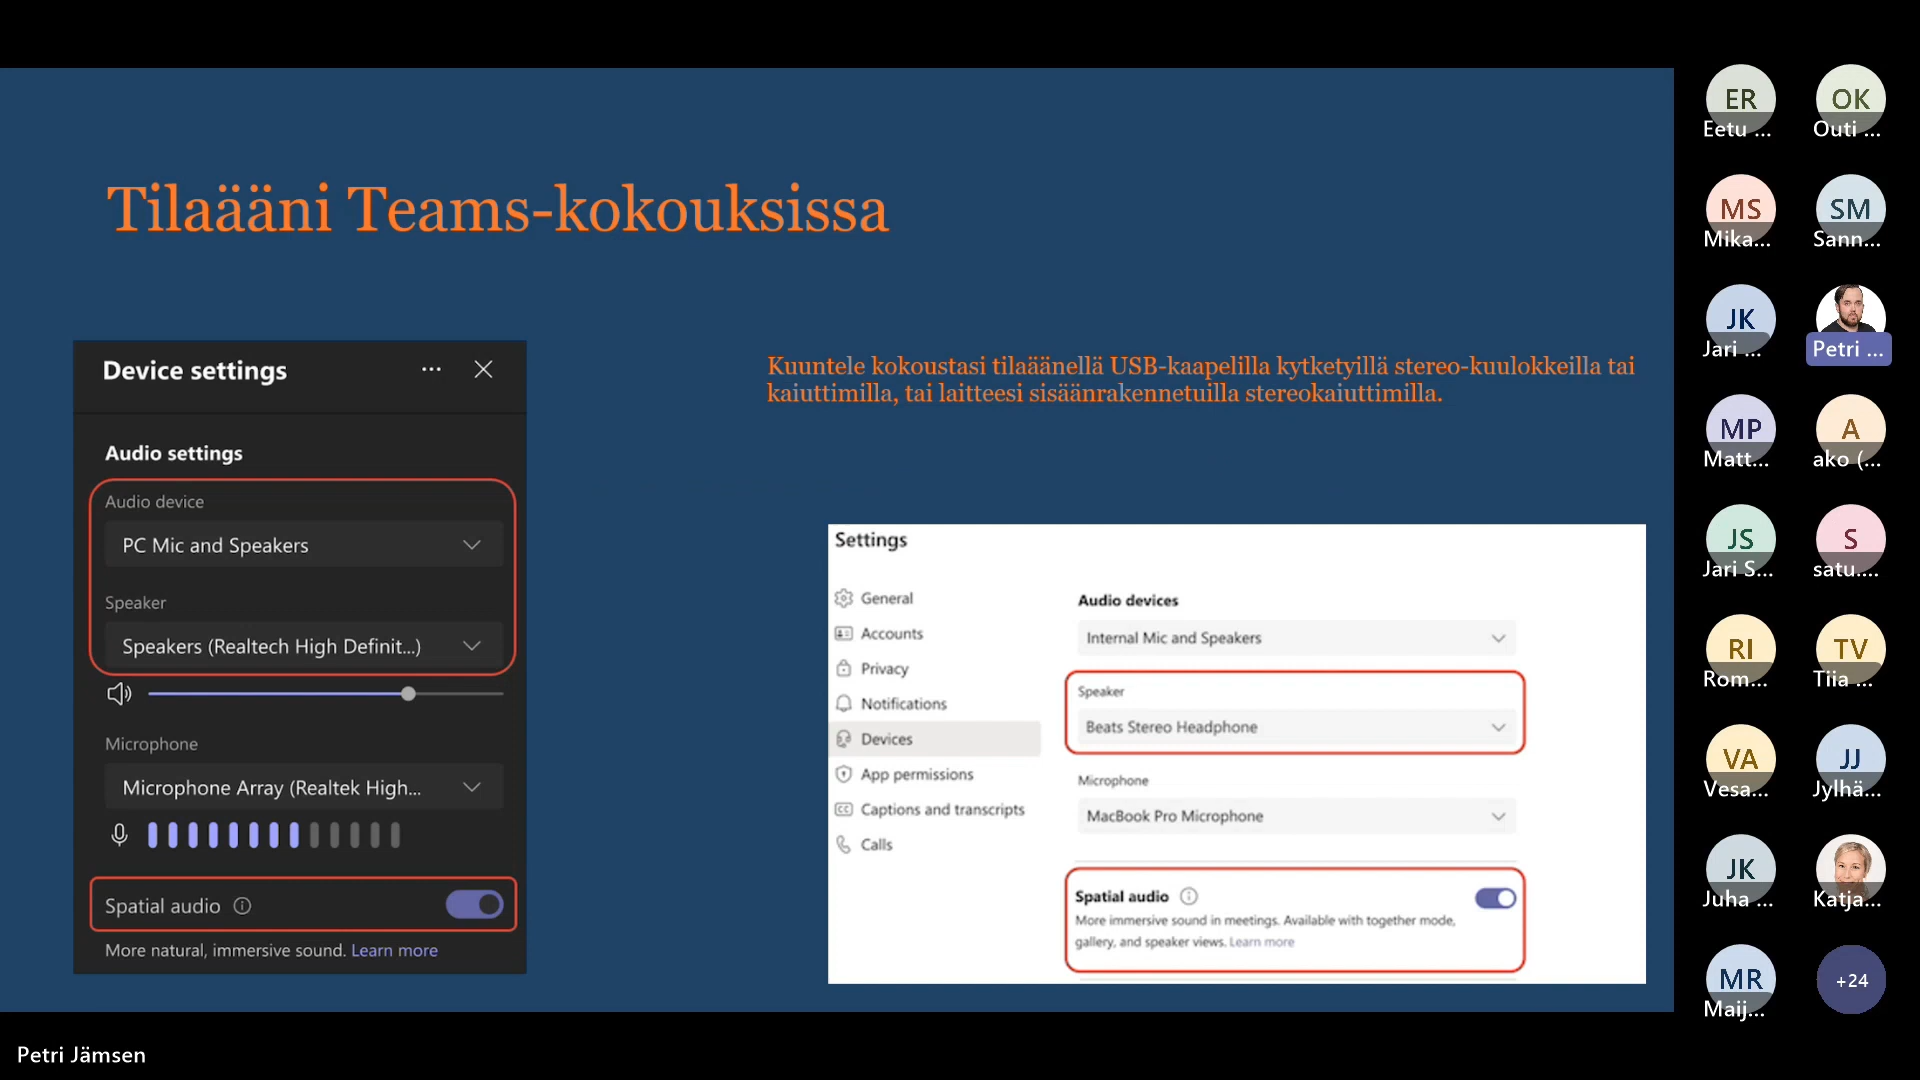 Tilaääni Teams-kokouksissa
Kuuntele kokoustasi tilaäänellä USB-kaapelilla kytketyillä stereo-kuulokkeilla tai
kaiuttimilla, tai laitteesi sisäänrakennetuilla stereokaiuttimilla.
Device settings
Audio settings
Audio device
PC Mic and Speakers
Speaker
Speakers (Realtech High Definit...)
Microphone
Microphone Array (Realtek High...
Spatial audio
More natural, immersive sound. Learn more
Settings
General
Accounts
Privacy
Notifications
Devices
App permissions
CC Captions and transcripts
Calls
Audio devices
Internal Mic and Speakers
Speaker
Beats Stereo Headphone
Microphone
MacBook Pro Microphone
Spatial audio
More immersive sound in meetings. Available with together mode,
gallery, and speaker views. Learn more
ER
Eetu ...
OK
Outi ...
MS
Mika...
SM
Sann...
JK
Jari ...
Petri ...
MP
Matt...
A
ako (...
JS
Jari S...
S
satu....
RI
Rom...
TV
Tiia ...
VA
Vesa...
JJ
Jylhä...
JK
Juha ...
Katja...
MR
Maij...
+24
Petri Jämsen